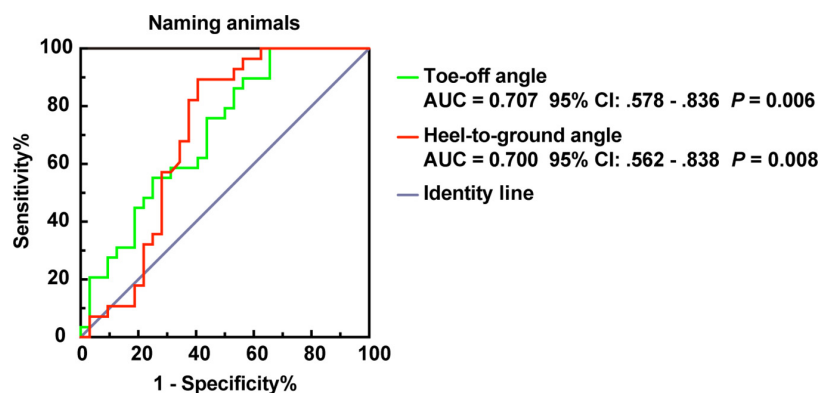 Naming animals
100
80
60
40
20
0
Sensitivity%
0 20 40 60 80 100
1 - Specificity%
Toe-off angle
AUC = 0.707 95% CI: .578 - .836 P = 0.006
Heel-to-ground angle
AUC = 0.700 95% CI: .562 - .838 P = 0.008
Identity line